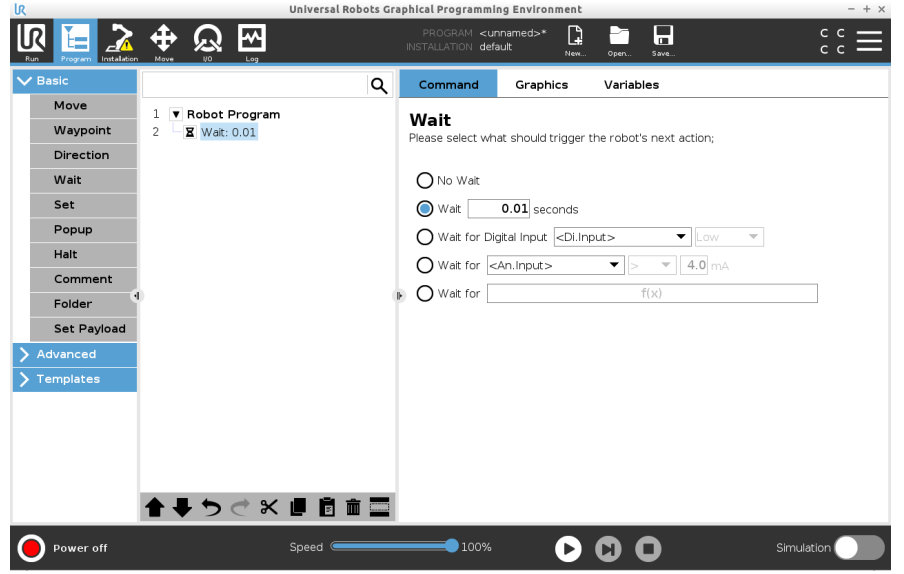 Universal Robots Graphical Programming Environment
Run
Program
Installation
Move
I/O
Log
PROGRAM <unnamed>*
INSTALLATION default
New...
Open...
Save...
C C
C C
Basic
Move
Waypoint
Direction
Wait
Set
Popup
Halt
Comment
Folder
Set Payload
Advanced
Templates
1 Robot Program
2 Wait: 0.01
Command Graphics Variables
Wait
Please select what should trigger the robot's next action;
No Wait
Wait 0.01 seconds
Wait for Digital Input <Di.Input> Low
Wait for <An.Input> > 4.0 mA
Wait for f(x)
Power off
Speed 100%
Simulation